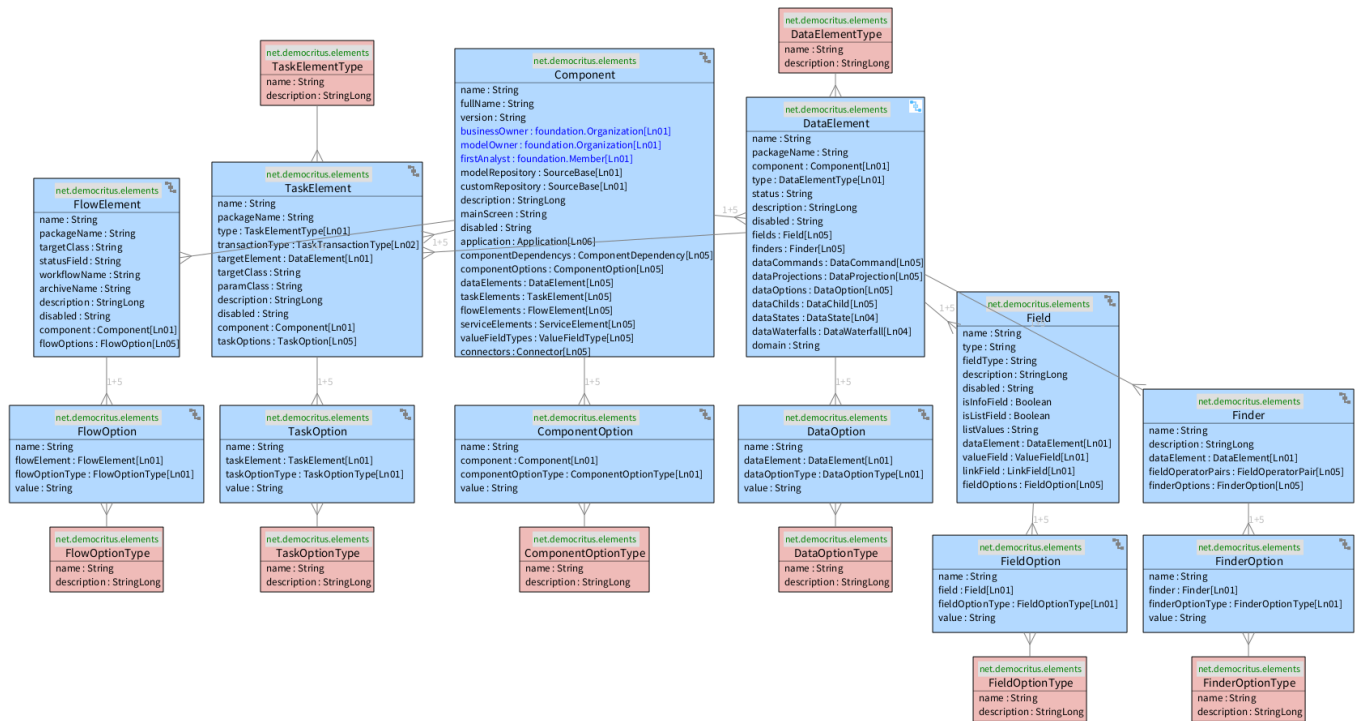 net.democritus.elements
DataElementType
name : String
description : StringLong
net.democritus.elements
TaskElementType
name : String
description : StringLong
net.democritus.elements
Component
name : String
fullName : String
version : String
businessOwner : foundation.Organization[Ln01]
modelOwner : foundation.Organization[Ln01]
firstAnalyst : foundation.Member[Ln01]
modelRepository : SourceBase[Ln01]
customRepository : SourceBase[Ln01]
description : StringLong
mainScreen : String
disabled : String
application : Application[Ln06]
componentDependencys : ComponentDependency[Ln05]
componentOptions : ComponentOption[Ln05]
dataElements : DataElement[Ln05]
taskElements : TaskElement[Ln05]
flowElements : FlowElement[Ln05]
serviceElements : ServiceElement[Ln05]
valueFieldTypes : ValueFieldType[Ln05]
connectors : Connector[Ln05]
net.democritus.elements
DataElement
name : String
packageName : String
component : Component[Ln01]
type : DataElementType[Ln01]
status : String
description : StringLong
disabled : String
fields : Field[Ln05]
finders : Finder[Ln05]
dataCommands : DataCommand[Ln05]
dataProjections : DataProjection[Ln05]
dataOptions : DataOption[Ln05]
dataChilds : DataChild[Ln05]
dataStates : DataState[Ln04]
dataWaterfalls : DataWaterfall[Ln04]
domain : String
net.democritus.elements
TaskElement
name : String
packageName : String
type : TaskElementType[Ln01]
transactionType : TaskTransactionType[Ln02]
targetElement : DataElement[Ln01]
targetClass : String
paramClass : String
description : StringLong
disabled : String
component : Component[Ln01]
taskOptions : TaskOption[Ln05]
net.democritus.elements
FlowElement
name : String
packageName : String
targetClass : String
statusField : String
workflowName : String
archiveName : String
description : StringLong
disabled : String
component : Component[Ln01]
flowOptions : FlowOption[Ln05]
1+5
1+5
1+5
net.democritus.elements
Field
name : String
type : String
fieldType : String
description : StringLong
disabled : String
isInfoField : Boolean
isListField : Boolean
listValues : String
dataElement : DataElement[Ln01]
valueField : ValueField[Ln01]
linkField : LinkField[Ln01]
fieldOptions : FieldOption[Ln05]
1+5
1+5
1+5
1+5
net.democritus.elements
Finder
name : String
description : StringLong
dataElement : DataElement[Ln01]
fieldOperatorPairs : FieldOperatorPair[Ln05]
finderOptions : FinderOption[Ln05]
net.democritus.elements
FlowOption
name : String
flowElement : FlowElement[Ln01]
flowOptionType : FlowOptionType[Ln01]
value : String
net.democritus.elements
TaskOption
name : String
taskElement : TaskElement[Ln01]
taskOptionType : TaskOptionType[Ln01]
value : String
net.democritus.elements
ComponentOption
name : String
component : Component[Ln01]
componentOptionType : ComponentOptionType[Ln01]
value : String
net.democritus.elements
DataOption
name : String
dataElement : DataElement[Ln01]
dataOptionType : DataOptionType[Ln01]
value : String
1+5
1+5
net.democritus.elements
FlowOptionType
name : String
description : StringLong
net.democritus.elements
TaskOptionType
name : String
description : StringLong
net.democritus.elements
ComponentOptionType
name : String
description : StringLong
net.democritus.elements
DataOptionType
name : String
description : StringLong
net.democritus.elements
FieldOption
name : String
field : Field[Ln01]
fieldOptionType : FieldOptionType[Ln01]
value : String
net.democritus.elements
FinderOption
name : String
finder : Finder[Ln01]
finderOptionType : FinderOptionType[Ln01]
value : String
net.democritus.elements
FieldOptionType
name : String
description : StringLong
net.democritus.elements
FinderOptionType
name : String
description : StringLong